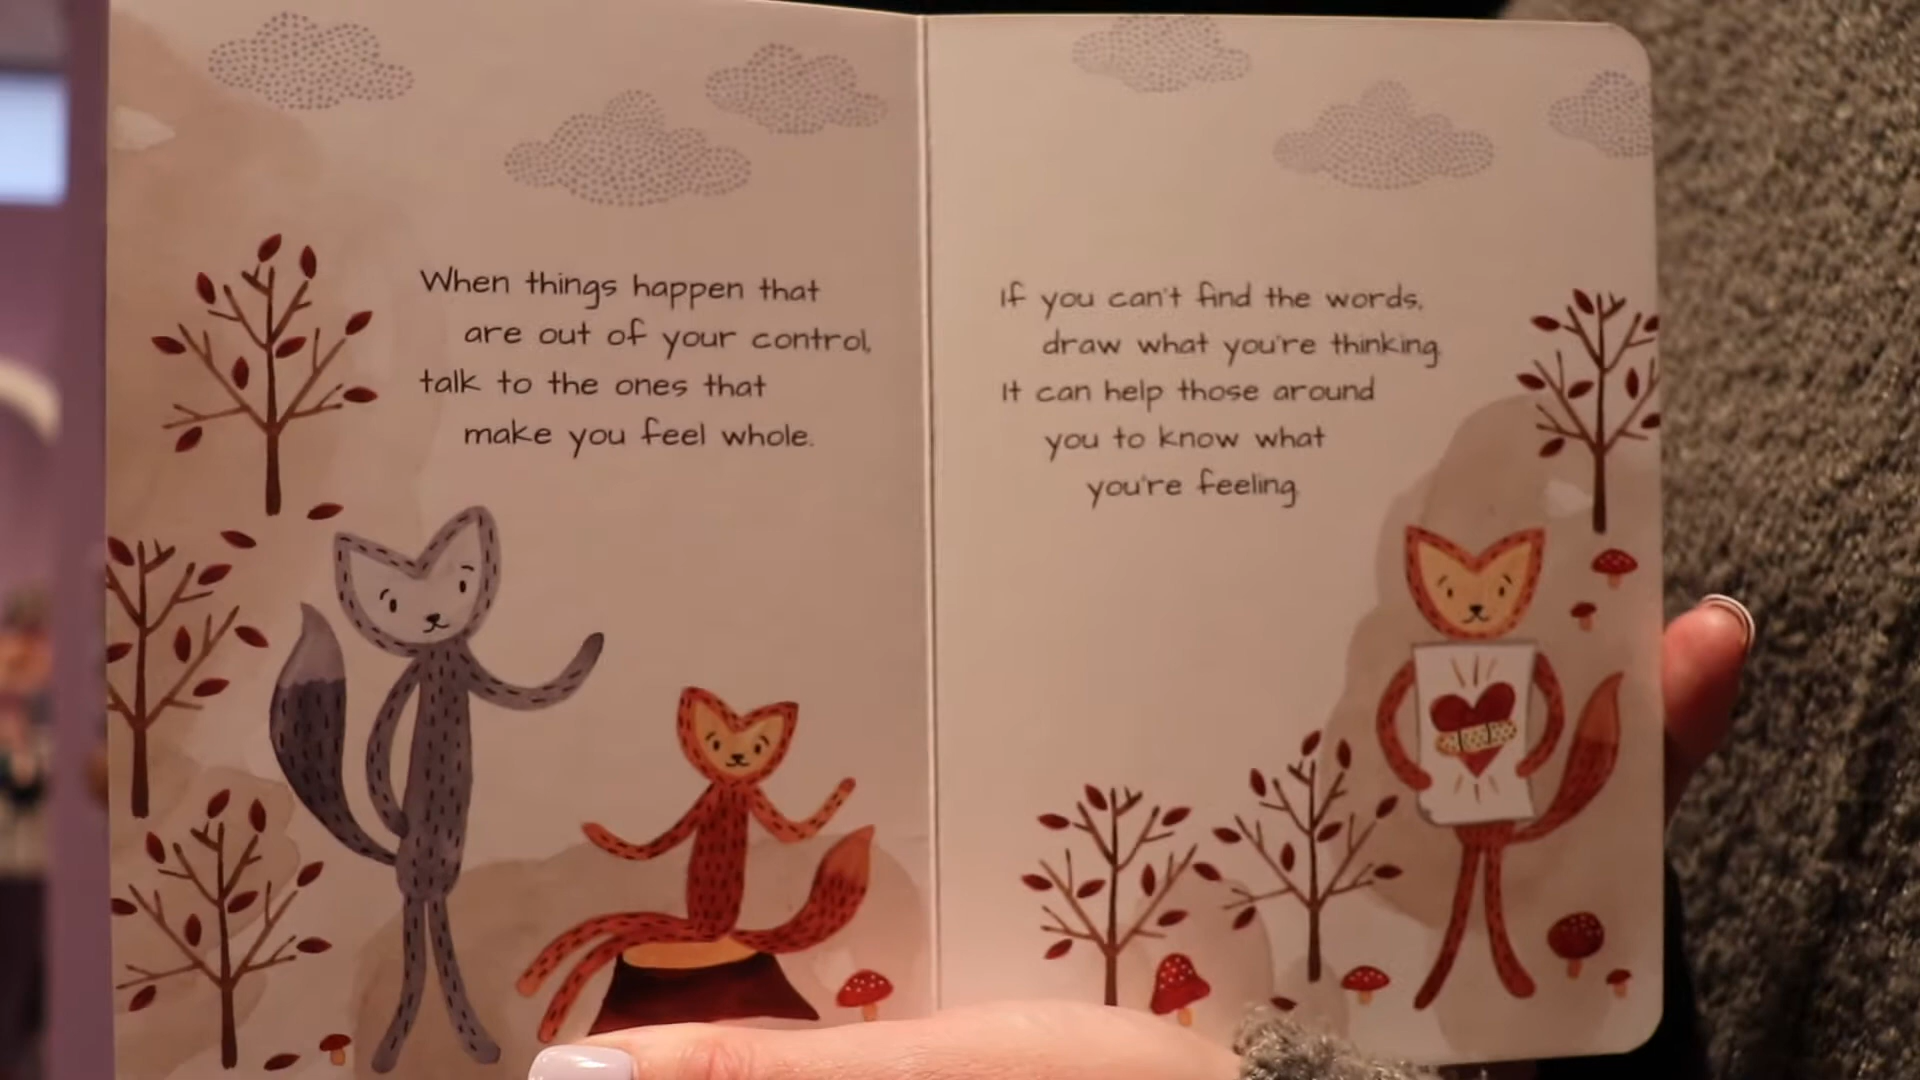 When things happen that
are out of your control,
talk to the ones that
make you feel whole.
If you can't find the words,
draw what you're thinking.
It can help those around
you to know what
you're feeling.